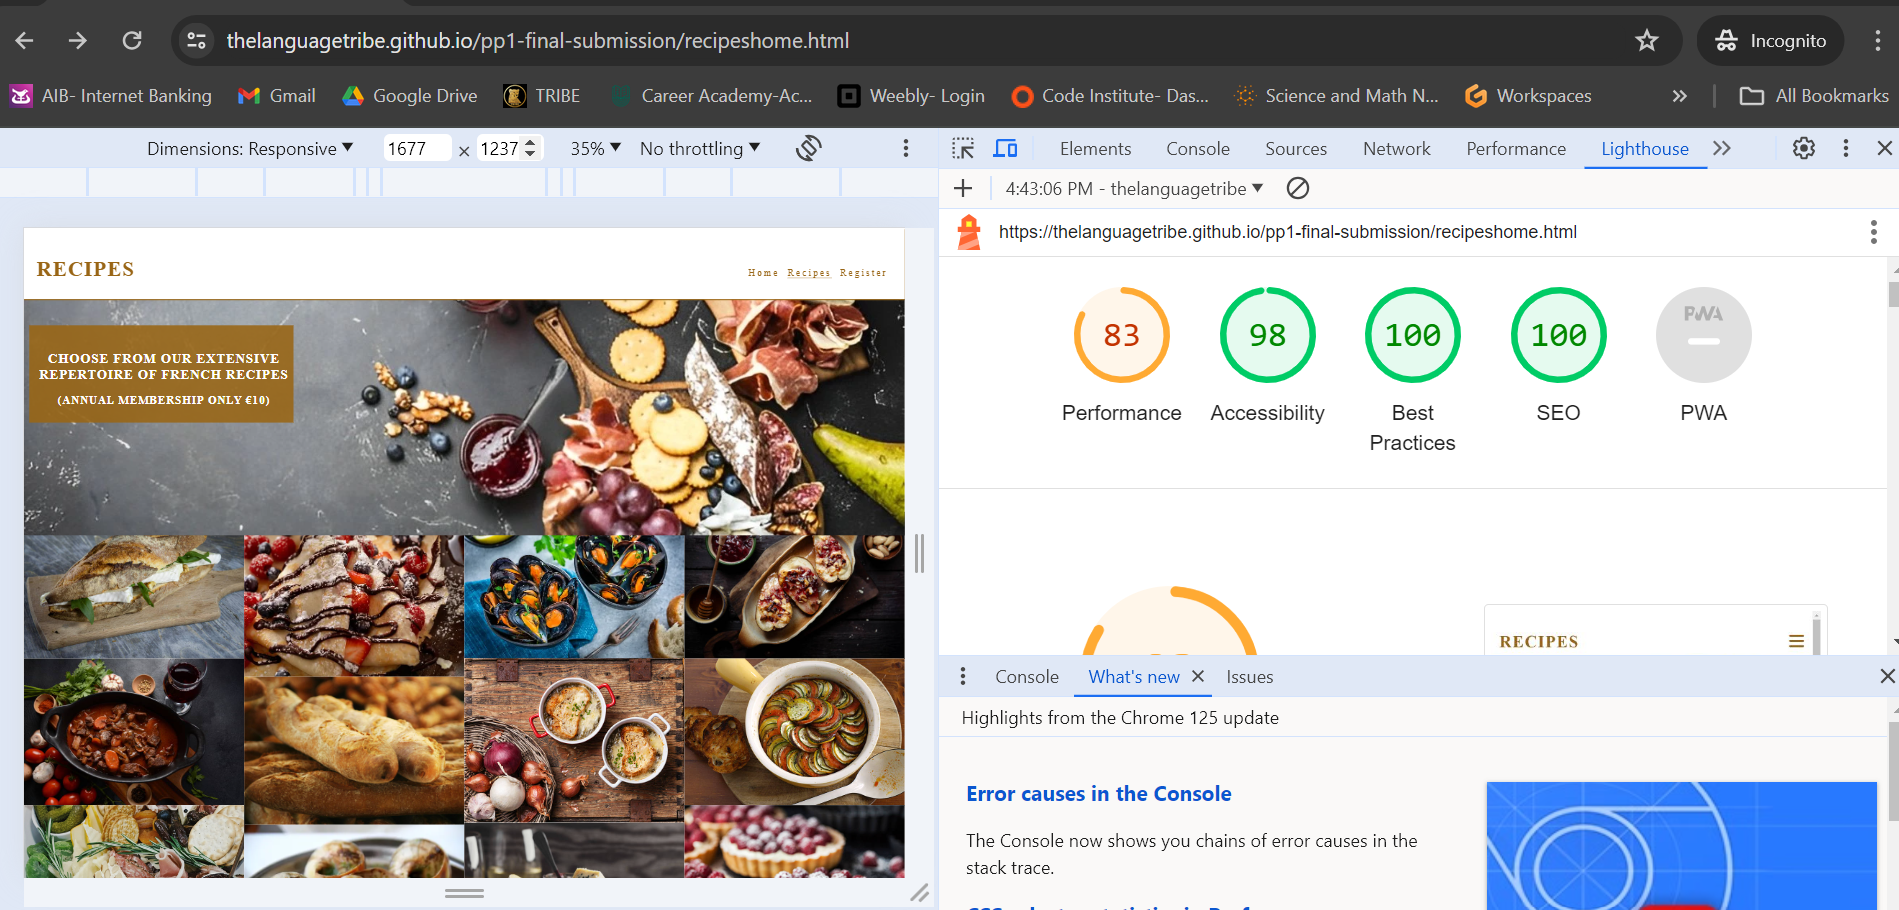 thelanguagetribe.github.io/pp1-final-submission/recipeshome.html
Incognito
AIB- Internet Banking
Gmail
Google Drive
TRIBE
Career Academy-Ac...
Weebly- Login
Code Institute- Das...
Science and Math N...
Workspaces
All Bookmarks
Dimensions: Responsive
1677 × 1237
35%
No throttling
Elements
Console
Sources
Network
Performance
Lighthouse
4:43:06 PM - thelanguagetribe
https://thelanguagetribe.github.io/pp1-final-submission/recipeshome.html
RECIPES
Home Recipes Register
CHOOSE FROM OUR EXTENSIVE
REPERTOIRE OF FRENCH RECIPES
(ANNUAL MEMBERSHIP ONLY €10)
83
98
100
100
PWA
Performance
Accessibility
Best
Practices
SEO
PWA
RECIPES
Console
What's new
Issues
Highlights from the Chrome 125 update
Error causes in the Console
The Console now shows you chains of error causes in the
stack trace.